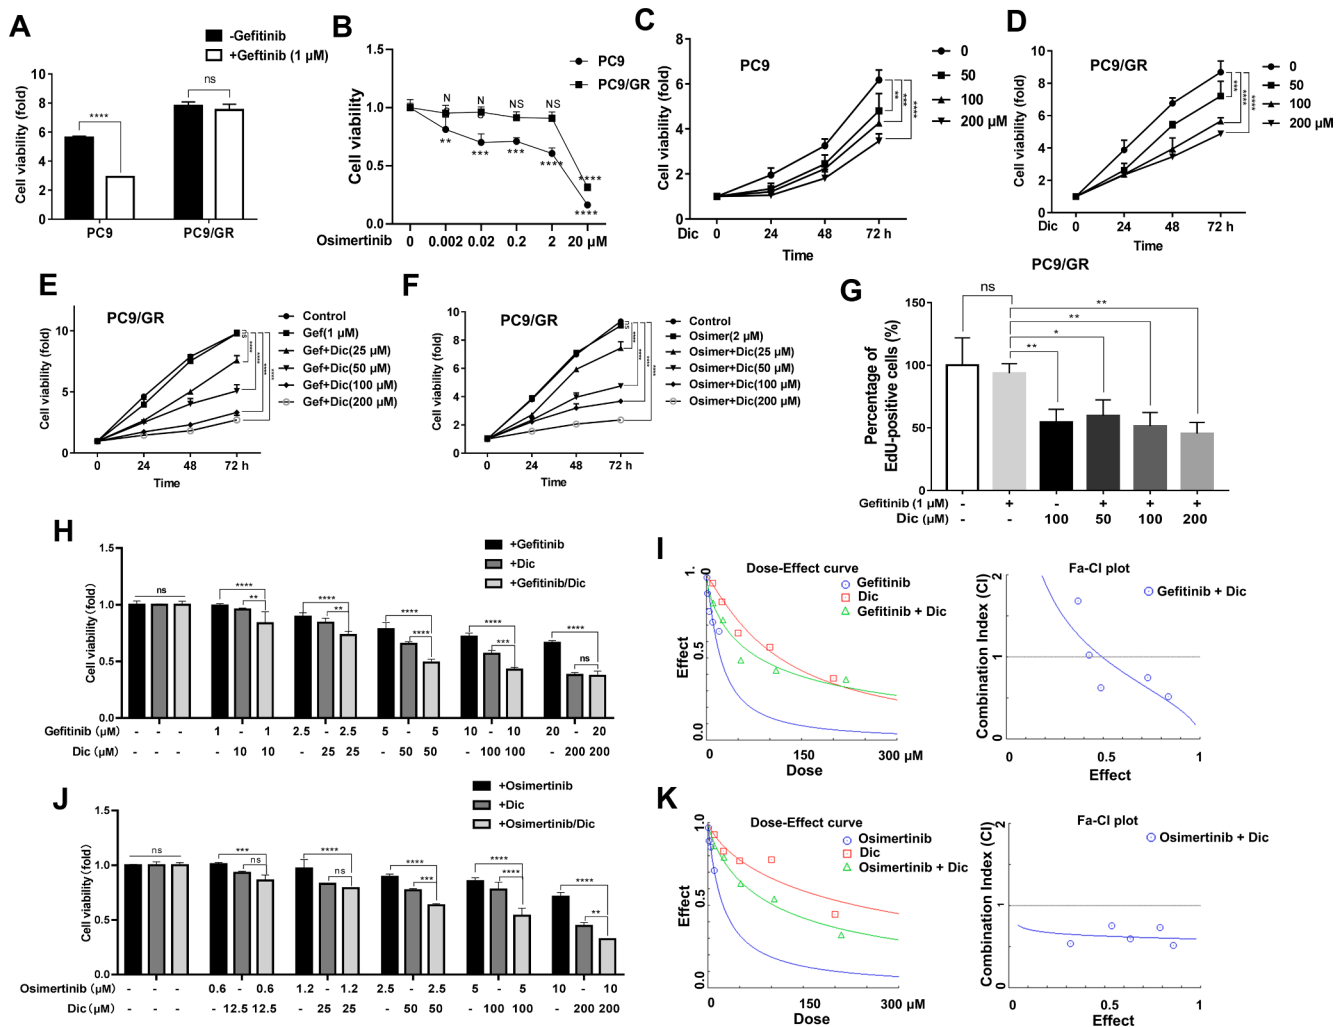 A
-Gefitinib
+Geftinib (1 μM)
Cell viability (fold)
10
8
6
4
2
0
****
ns
PC9
PC9/GR
B
Cell viability
1.5
1.0
0.5
0.0
PC9
PC9/GR
N
N
NS
NS
**
***
***
****
****
****
Osimertinib
0 0.002 0.02 0.2 2 20 μM
C
PC9
Cell viability (fold)
8
6
4
2
0
0
50
100
200 μM
**
***
****
Dic 0 24 48 72 h
Time
D
PC9/GR
Cell viability (fold)
10
8
6
4
2
0
0
50
100
200 μM
***
****
****
Dic 0 24 48 72 h
Time
E
PC9/GR
Cell viability (fold)
10
5
0
Control
Gef(1 μM)
Gef+Dic(25 μM)
Gef+Dic(50 μM)
Gef+Dic(100 μM)
Gef+Dic(200 μM)
ns
****
****
****
****
0 24 48 72 h
Time
F
PC9/GR
Cell viability (fold)
10
8
6
4
2
0
Control
Osimer(2 μM)
Osimer+Dic(25 μM)
Osimer+Dic(50 μM)
Osimer+Dic(100 μM)
Osimer+Dic(200 μM)
ns
****
****
****
****
0 24 48 72 h
Time
G
PC9/GR
Percentage of
EdU-positive cells (%)
150
100
50
0
ns
**
*
**
**
Gefitinib (1 μM) - + - + + +
Dic (μM) - - 100 50 100 200
H
+Gefitinib
+Dic
+Gefitinib/Dic
Cell viability (fold)
1.5
1.0
0.5
0.0
ns
****
**
****
**
****
****
****
***
****
ns
Gefitinib (μM) - - - 1 - 1 2.5 - 2.5 5 - 5 10 - 10 20 - 20
Dic (μM) - - - - 10 10 - 25 25 - 50 50 - 100 100 - 200 200
I
Dose-Effect curve
Effect
1.0
0.5
0.0
Gefitinib
Dic
Gefitinib + Dic
0 150 300 μM
Dose
Fa-CI plot
Combination Index (CI)
2
1
0
Gefitinib + Dic
0 0.5 1
Effect
J
+Osimertinib
+Dic
+Osimertinib/Dic
Cell viability (fold)
1.5
1.0
0.5
0.0
ns
***
ns
****
ns
****
***
****
****
****
**
Osimertinib (μM) - - - 0.6 - 0.6 1.2 - 1.2 2.5 - 2.5 5 - 5 10 - 10
Dic (μM) - - - - 12.5 12.5 - 25 25 - 50 50 - 100 100 - 200 200
K
Dose-Effect curve
Effect
1.0
0.5
0.0
Osimertinib
Dic
Osimertinib + Dic
0 150 300 μM
Dose
Fa-CI plot
Combination Index (CI)
2
1
0
Osimertinib + Dic
0 0.5 1
Effect